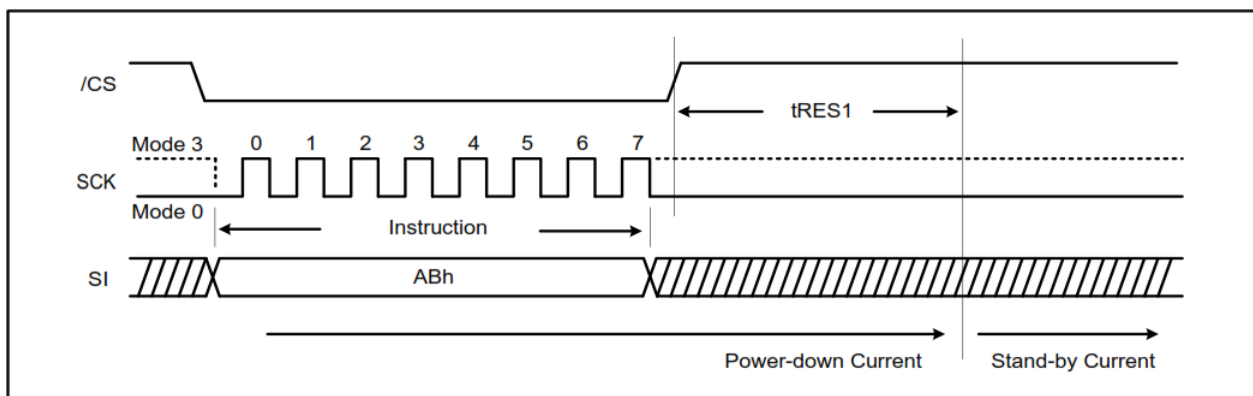 /CS
tRES1
Mode 3 0 1 2 3 4 5 6 7
SCK
Mode 0
Instruction
SI ABh
Power-down Current Stand-by Current